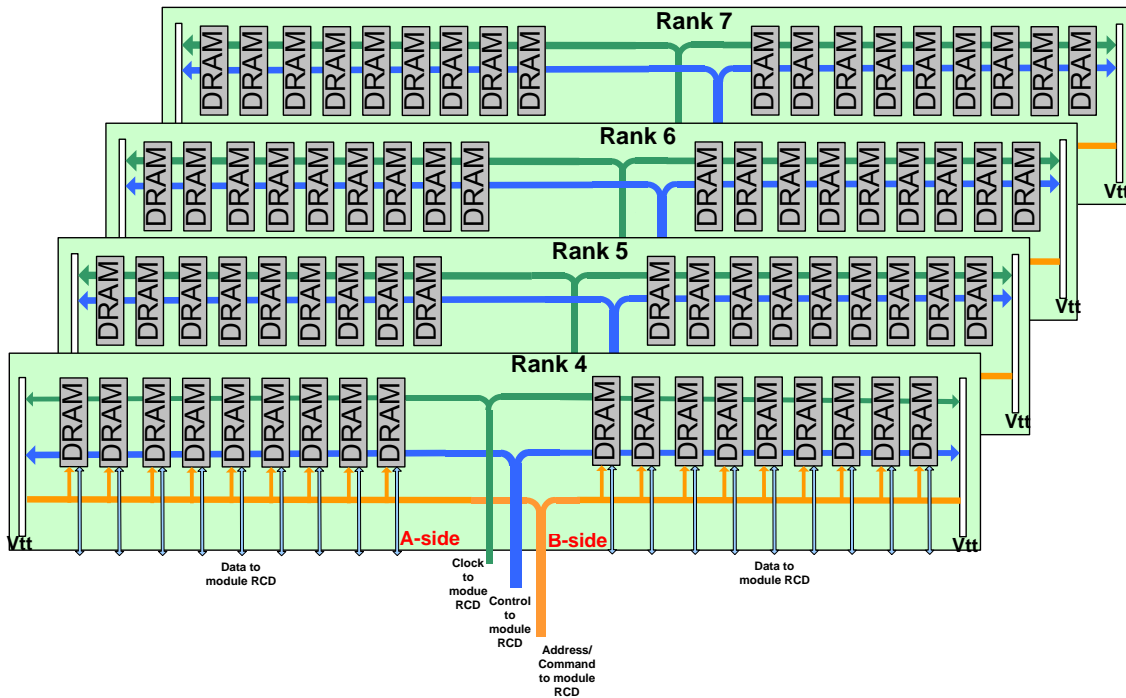 Rank 7
DRAM DRAM DRAM DRAM DRAM DRAM DRAM DRAM DRAM DRAM DRAM DRAM DRAM DRAM DRAM DRAM DRAM DRAM
Vtt
Rank 6
DRAM DRAM DRAM DRAM DRAM DRAM DRAM DRAM DRAM DRAM DRAM DRAM DRAM DRAM DRAM DRAM DRAM DRAM
Vtt
Rank 5
DRAM DRAM DRAM DRAM DRAM DRAM DRAM DRAM DRAM DRAM DRAM DRAM DRAM DRAM DRAM DRAM DRAM DRAM
Vtt
Rank 4
DRAM DRAM DRAM DRAM DRAM DRAM DRAM DRAM DRAM DRAM DRAM DRAM DRAM DRAM DRAM DRAM DRAM DRAM
Vtt A-side B-side Vtt
Data to
module RCD
Clock
to
modue
RCD
Control
to
module
RCD
Address/
Command
to module
RCD
Data to
module RCD